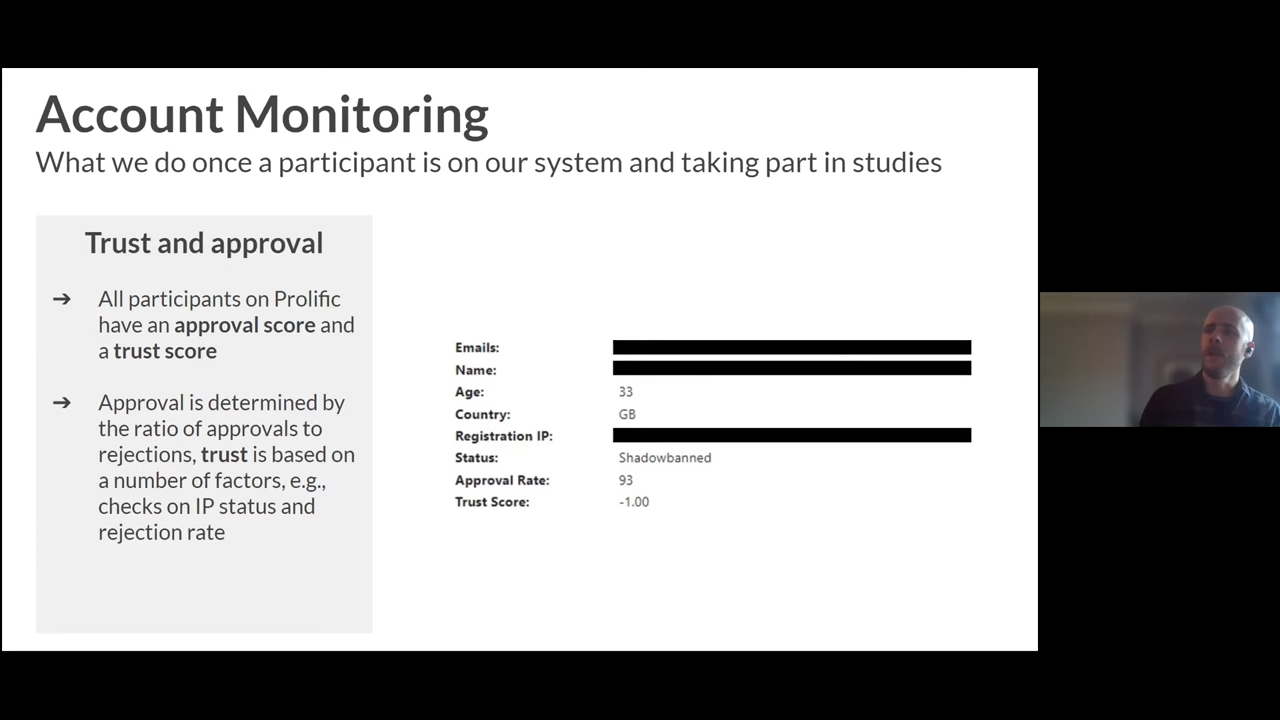 Account Monitoring
What we do once a participant is on our system and taking part in studies
Trust and approval
➔ All participants on Prolific
have an approval score and
a trust score
➔ Approval is determined by
the ratio of approvals to
rejections, trust is based on
a number of factors, e.g.,
checks on IP status and
rejection rate
Emails:
Name:
Age: 33
Country: GB
Registration IP:
Status: Shadowbanned
Approval Rate: 93
Trust Score: -1.00